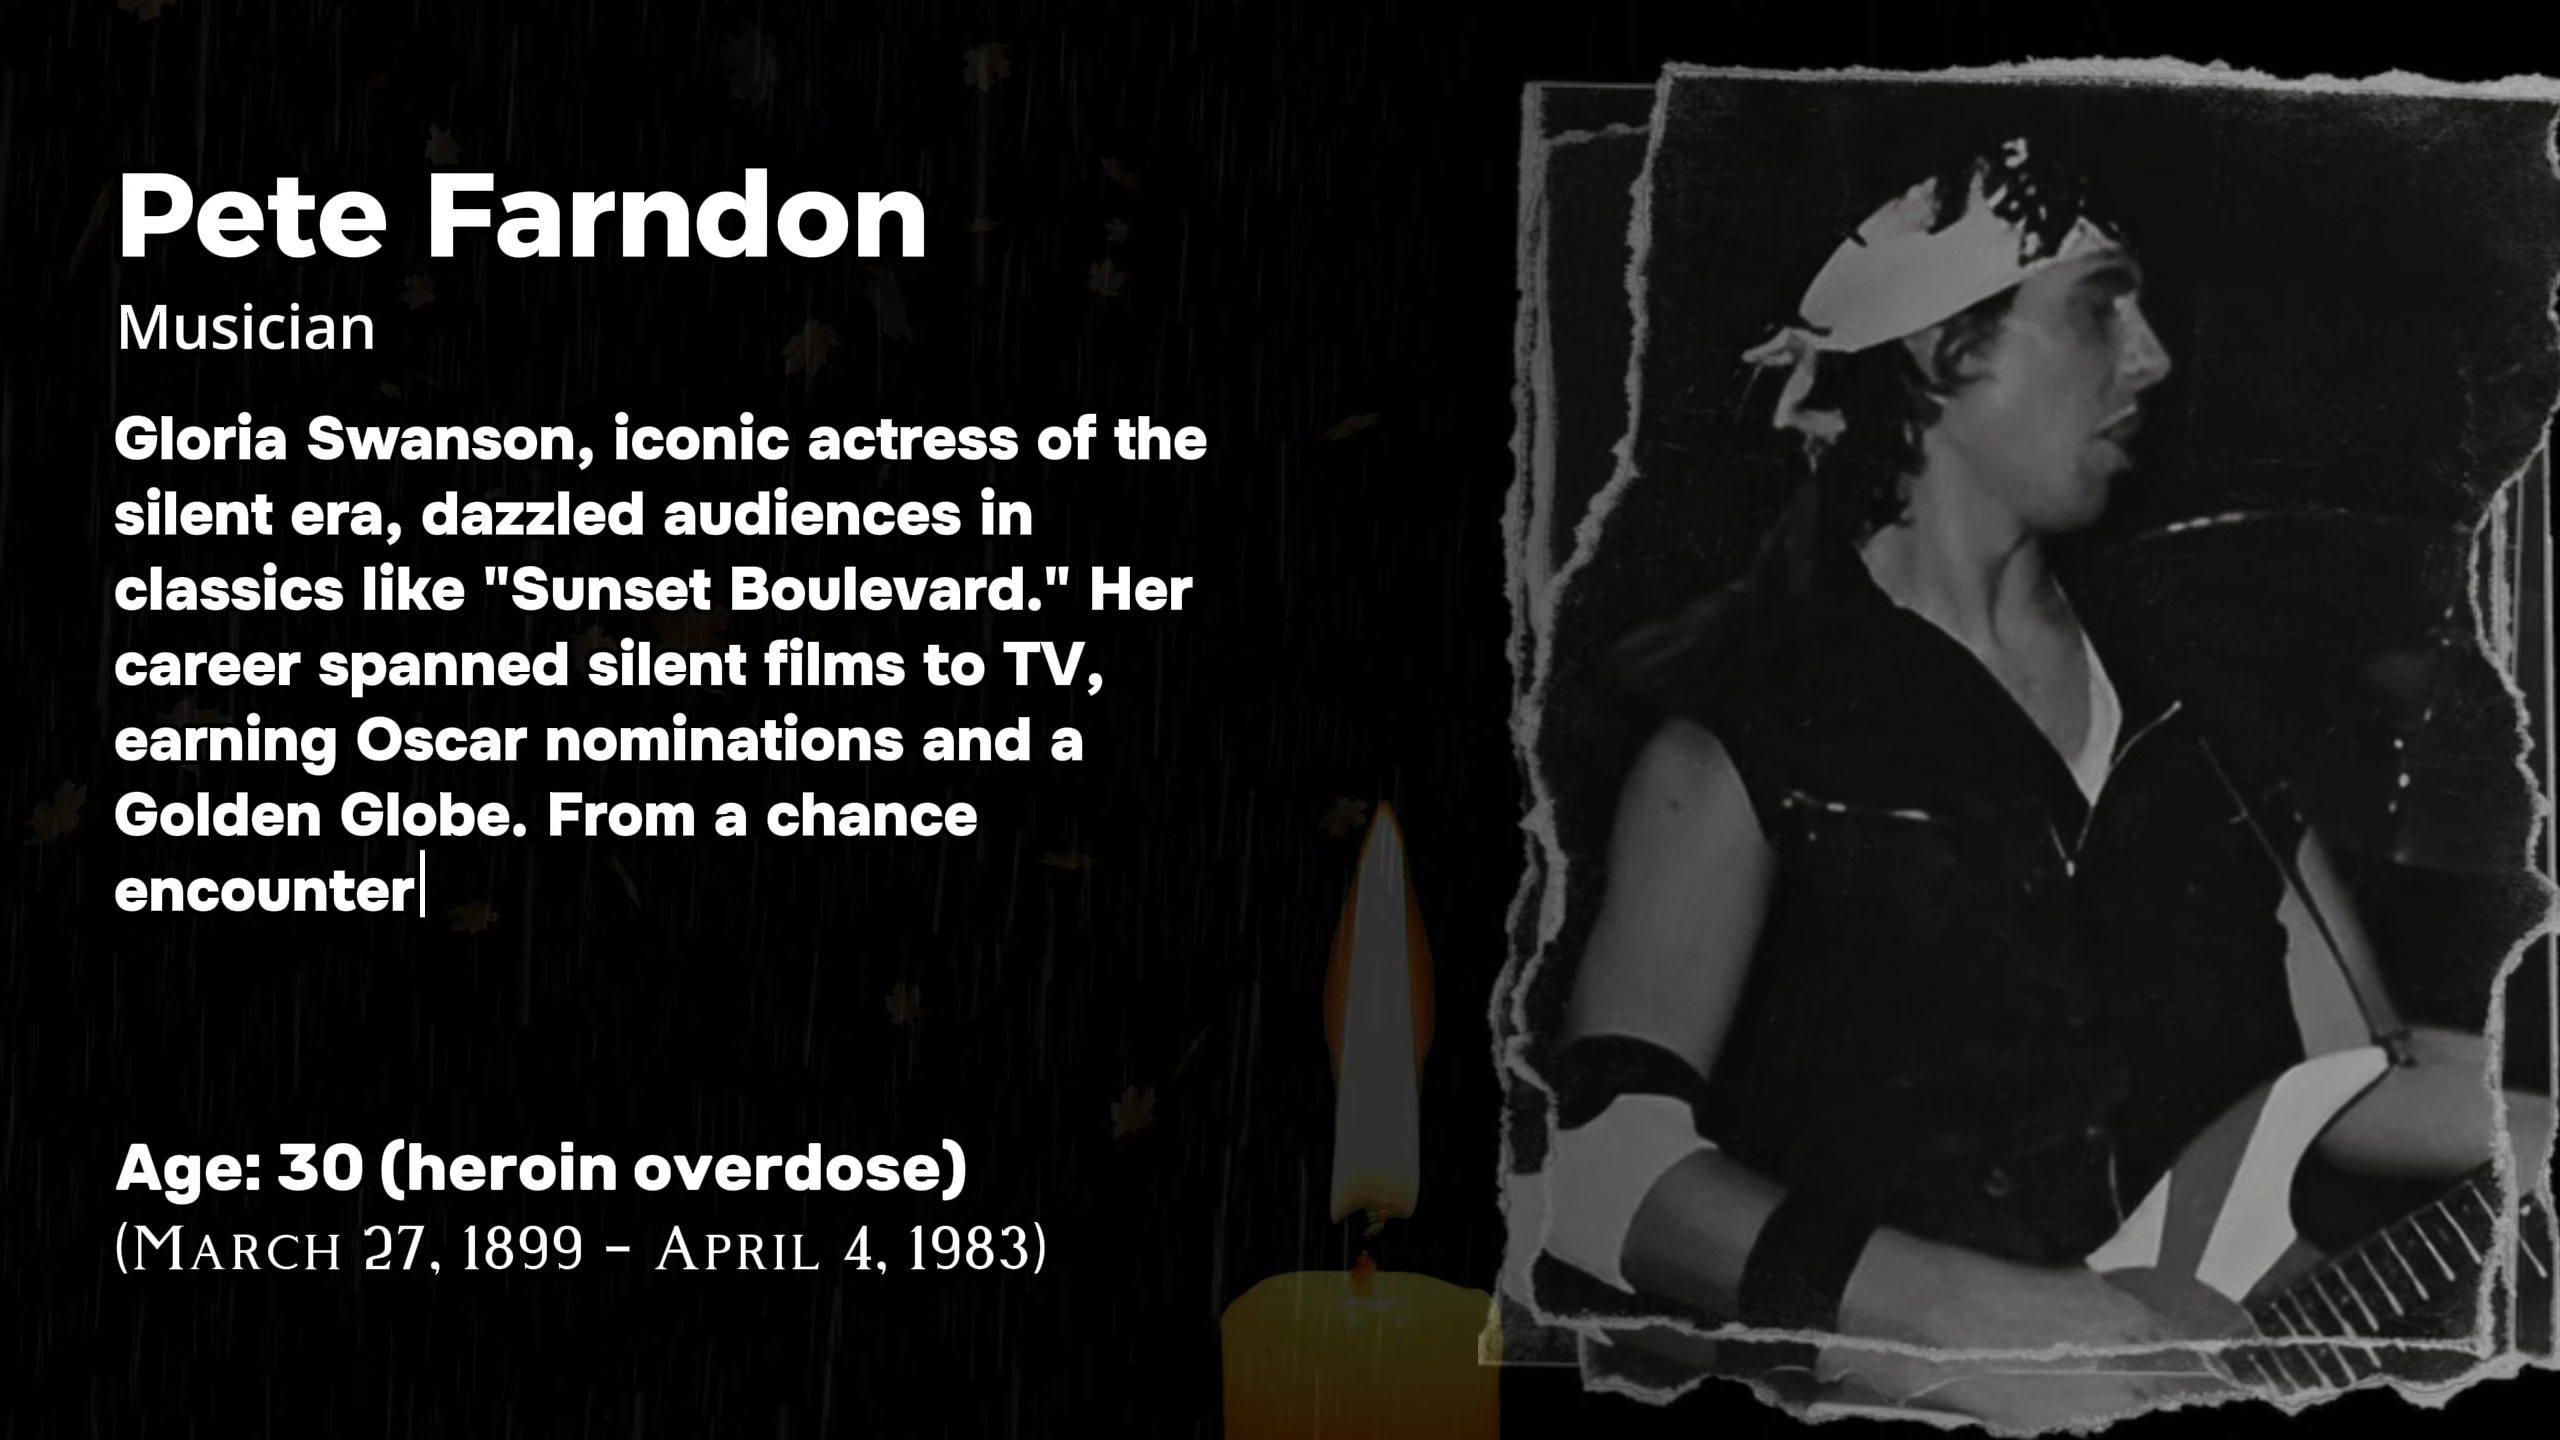 Pete Farndon
Musician
Gloria Swanson, iconic actress of the
silent era, dazzled audiences in
classics like "Sunset Boulevard." Her
career spanned silent films to TV,
earning Oscar nominations and a
Golden Globe. From a chance
encounter
Age: 30 (heroin overdose)
(March 27, 1899 – April 4, 1983)